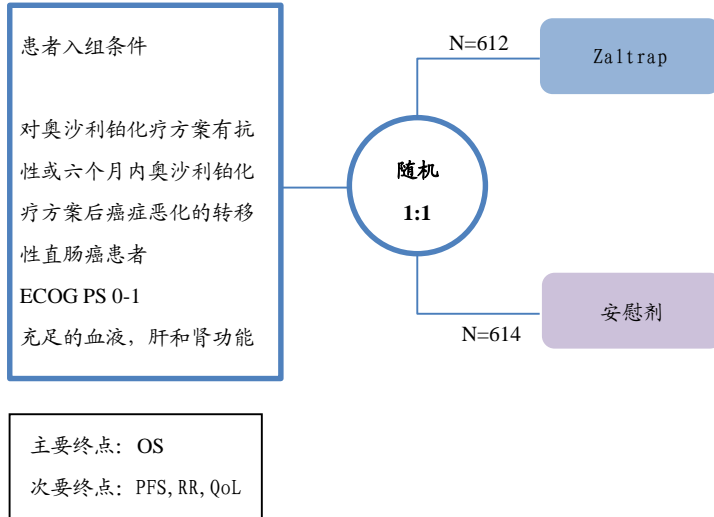 患者入组条件
对奥沙利铂化疗方案有抗
性或六个月内奥沙利铂化
疗方案后癌症恶化的转移
性直肠癌患者
ECOG PS 0-1
充足的血液，肝和肾功能
N=612
Zaltrap
随机
1:1
安慰剂
N=614
主要终点：OS
次要终点：PFS,RR,QoL